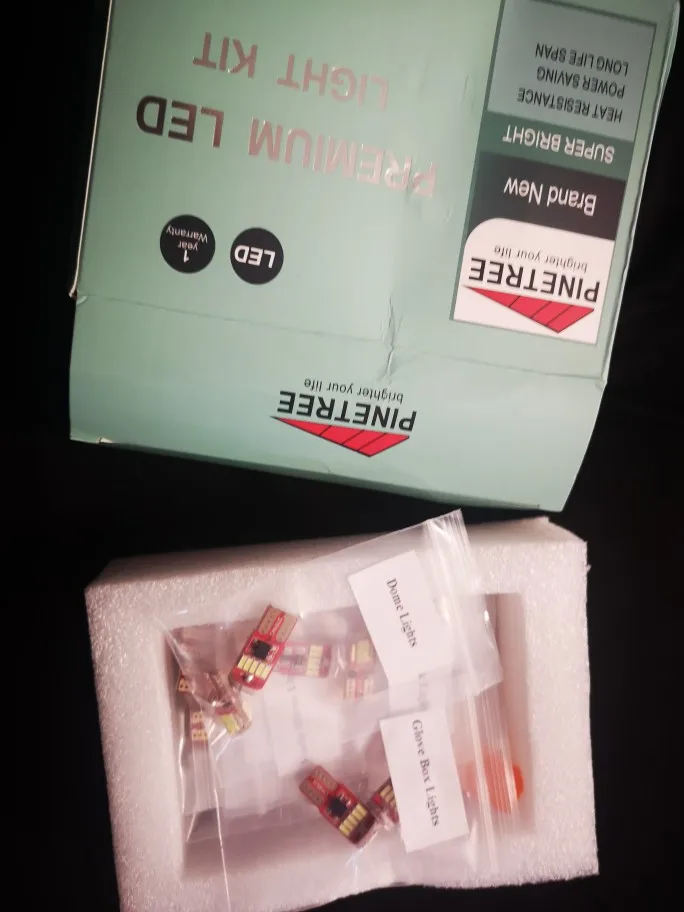 PINETREE
brighter your life
PINETREE
brighter your life
Brand New
SUPER BRIGHT
HEAT RESISTANCE
POWER SAVING
LONG LIFE SPAN
LED
1
year
Warranty
PREMIUM LED
LIGHT KIT
Dome Lights
Glove Box Lights